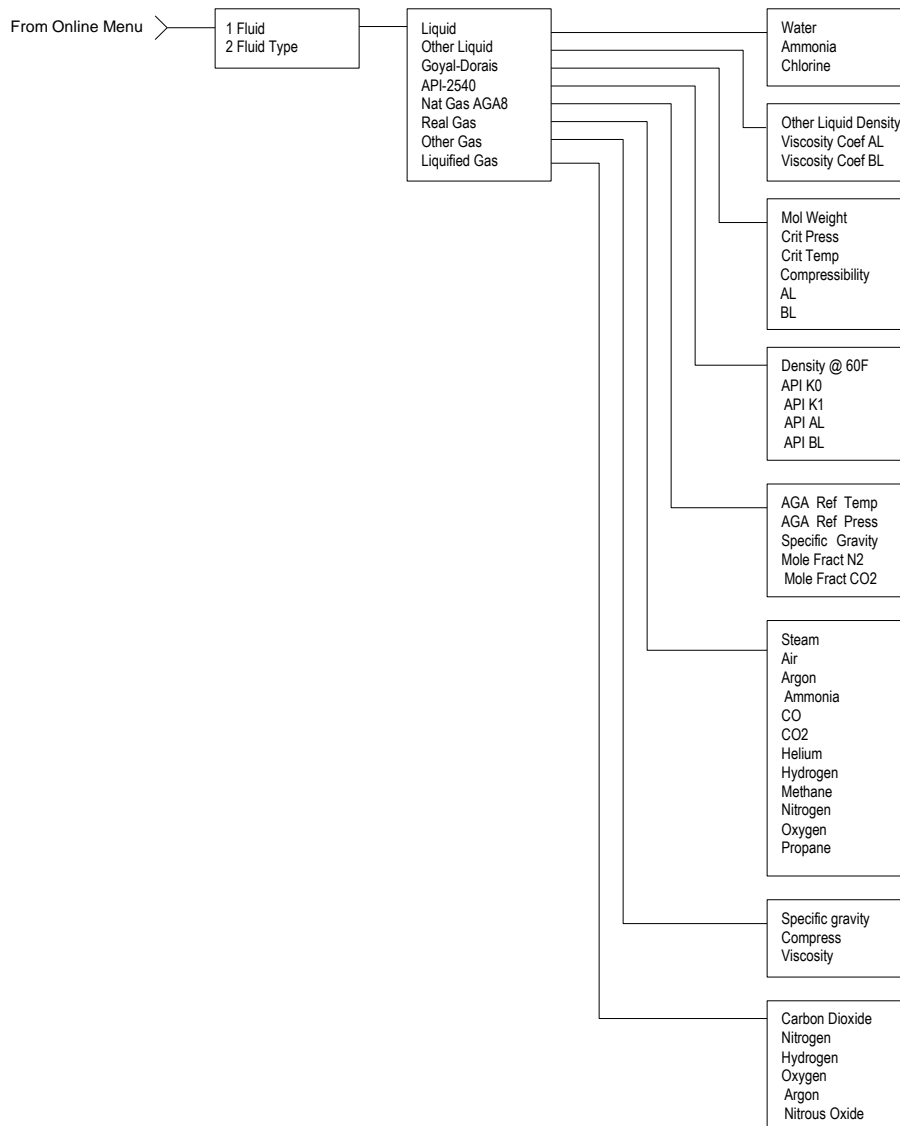 From Online Menu
1 Fluid
2 Fluid Type
Liquid
Other Liquid
Goyal-Dorais
API-2540
Nat Gas AGA8
Real Gas
Other Gas
Liquified Gas
Water
Ammonia
Chlorine
Other Liquid Density
Viscosity Coef AL
Viscosity Coef BL
Mol Weight
Crit Press
Crit Temp
Compressibility
AL
BL
Density @ 60F
API K0
API K1
API AL
API BL
AGA Ref Temp
AGA Ref Press
Specific Gravity
Mole Fract N2
Mole Fract CO2
Steam
Air
Argon
Ammonia
CO
CO2
Helium
Hydrogen
Methane
Nitrogen
Oxygen
Propane
Specific gravity
Compress
Viscosity
Carbon Dioxide
Nitrogen
Hydrogen
Oxygen
Argon
Nitrous Oxide